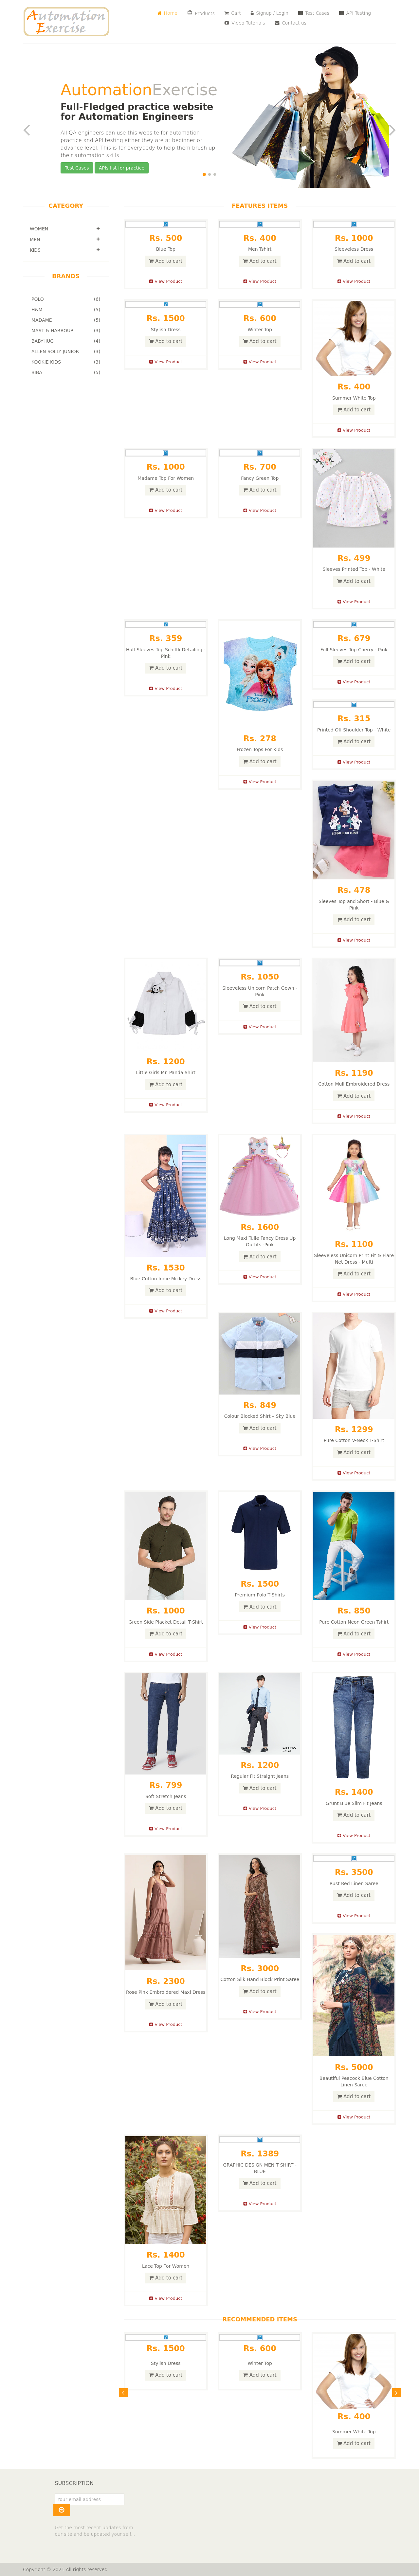 Automation
Exercise
Home
Products
Cart
Signup / Login
Test Cases
API Testing
Video Tutorials
Contact us
AutomationExercise
Full-Fledged practice website
for Automation Engineers
All QA engineers can use this website for automation
practice and API testing either they are at beginner or
advance level. This is for everybody to help them brush up
their automation skills.
Test Cases
APIs list for practice
CATEGORY
WOMEN
MEN
KIDS
BRANDS
POLO (6)
H&M (5)
MADAME (5)
MAST & HARBOUR (3)
BABYHUG (4)
ALLEN SOLLY JUNIOR (3)
KOOKIE KIDS (3)
BIBA (5)
FEATURES ITEMS
Rs. 500
Blue Top
Add to cart
View Product
Rs. 400
Men Tshirt
Add to cart
View Product
Rs. 1000
Sleeveless Dress
Add to cart
View Product
Rs. 1500
Stylish Dress
Add to cart
View Product
Rs. 600
Winter Top
Add to cart
View Product
Rs. 400
Summer White Top
Add to cart
View Product
Rs. 1000
Madame Top For Women
Add to cart
View Product
Rs. 700
Fancy Green Top
Add to cart
View Product
Rs. 499
Sleeves Printed Top - White
Add to cart
View Product
Rs. 359
Half Sleeves Top Schiffli Detailing -
Pink
Add to cart
View Product
FROZEN
Rs. 278
Frozen Tops For Kids
Add to cart
View Product
Rs. 679
Full Sleeves Top Cherry - Pink
Add to cart
View Product
Rs. 315
Printed Off Shoulder Top - White
Add to cart
View Product
Rs. 478
Sleeves Top and Short - Blue &
Pink
Add to cart
View Product
Rs. 1200
Little Girls Mr. Panda Shirt
Add to cart
View Product
Rs. 1050
Sleeveless Unicorn Patch Gown -
Pink
Add to cart
View Product
Rs. 1190
Cotton Mull Embroidered Dress
Add to cart
View Product
Rs. 1530
Blue Cotton Indie Mickey Dress
Add to cart
View Product
Rs. 1600
Long Maxi Tulle Fancy Dress Up
Outfits -Pink
Add to cart
View Product
Rs. 1100
Sleeveless Unicorn Print Fit & Flare
Net Dress - Multi
Add to cart
View Product
Rs. 849
Colour Blocked Shirt – Sky Blue
Add to cart
View Product
Rs. 1299
Pure Cotton V-Neck T-Shirt
Add to cart
View Product
Rs. 1000
Green Side Placket Detail T-Shirt
Add to cart
View Product
Rs. 1500
Premium Polo T-Shirts
Add to cart
View Product
Rs. 850
Pure Cotton Neon Green Tshirt
Add to cart
View Product
Rs. 799
Soft Stretch Jeans
Add to cart
View Product
Rs. 1200
Regular Fit Straight Jeans
Add to cart
View Product
Rs. 1400
Grunt Blue Slim Fit Jeans
Add to cart
View Product
Rs. 2300
Rose Pink Embroidered Maxi Dress
Add to cart
View Product
Rs. 3000
Cotton Silk Hand Block Print Saree
Add to cart
View Product
Rs. 3500
Rust Red Linen Saree
Add to cart
View Product
Rs. 5000
Beautiful Peacock Blue Cotton
Linen Saree
Add to cart
View Product
Rs. 1400
Lace Top For Women
Add to cart
View Product
Rs. 1389
GRAPHIC DESIGN MEN T SHIRT -
BLUE
Add to cart
View Product
RECOMMENDED ITEMS
Rs. 1500
Stylish Dress
Add to cart
Rs. 600
Winter Top
Add to cart
Rs. 400
Summer White Top
Add to cart
SUBSCRIPTION
Your email address
Get the most recent updates from
our site and be updated your self...
Copyright © 2021 All rights reserved